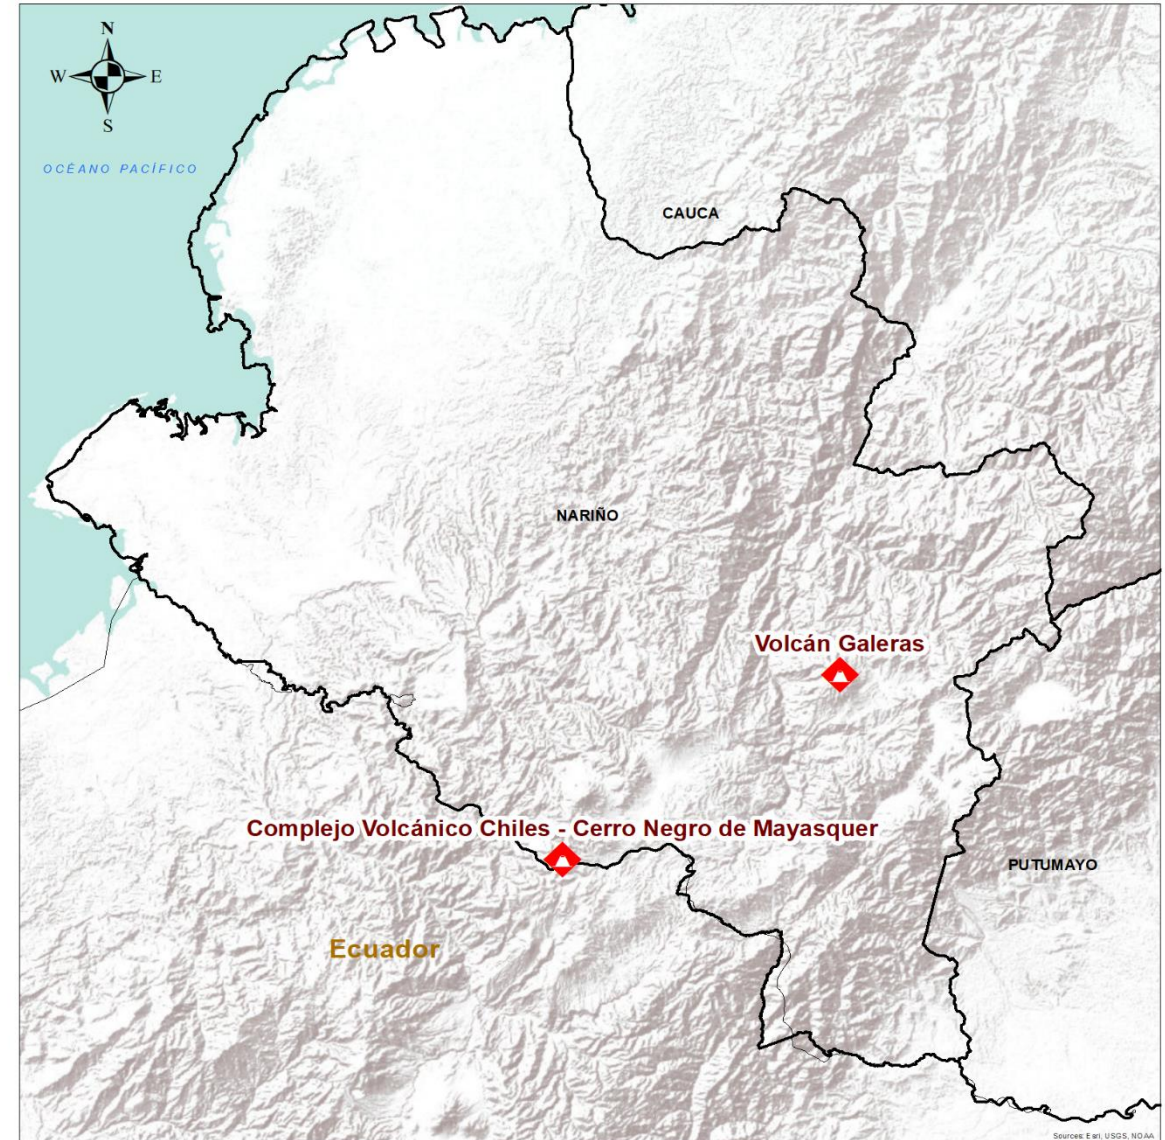 N
W E
S
OCÉANO PACÍFICO
CAUCA
NARIÑO
Volcán Galeras
Complejo Volcánico Chiles - Cerro Negro de Mayasquer
PUTUMAYO
Ecuador
Sources: Esri, USGS, NOAA